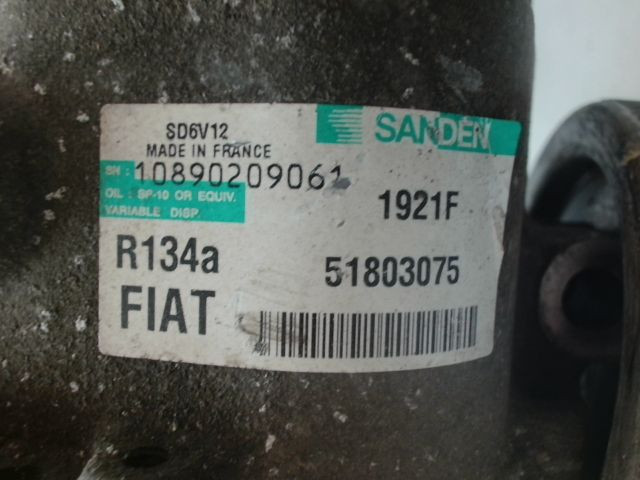 SD6V12
SANDEN
MADE IN FRANCE
SN : 10890209061
OIL : SP-10 OR EQUIV.
VARIABLE DISP.
1921F
R134a
51803075
FIAT